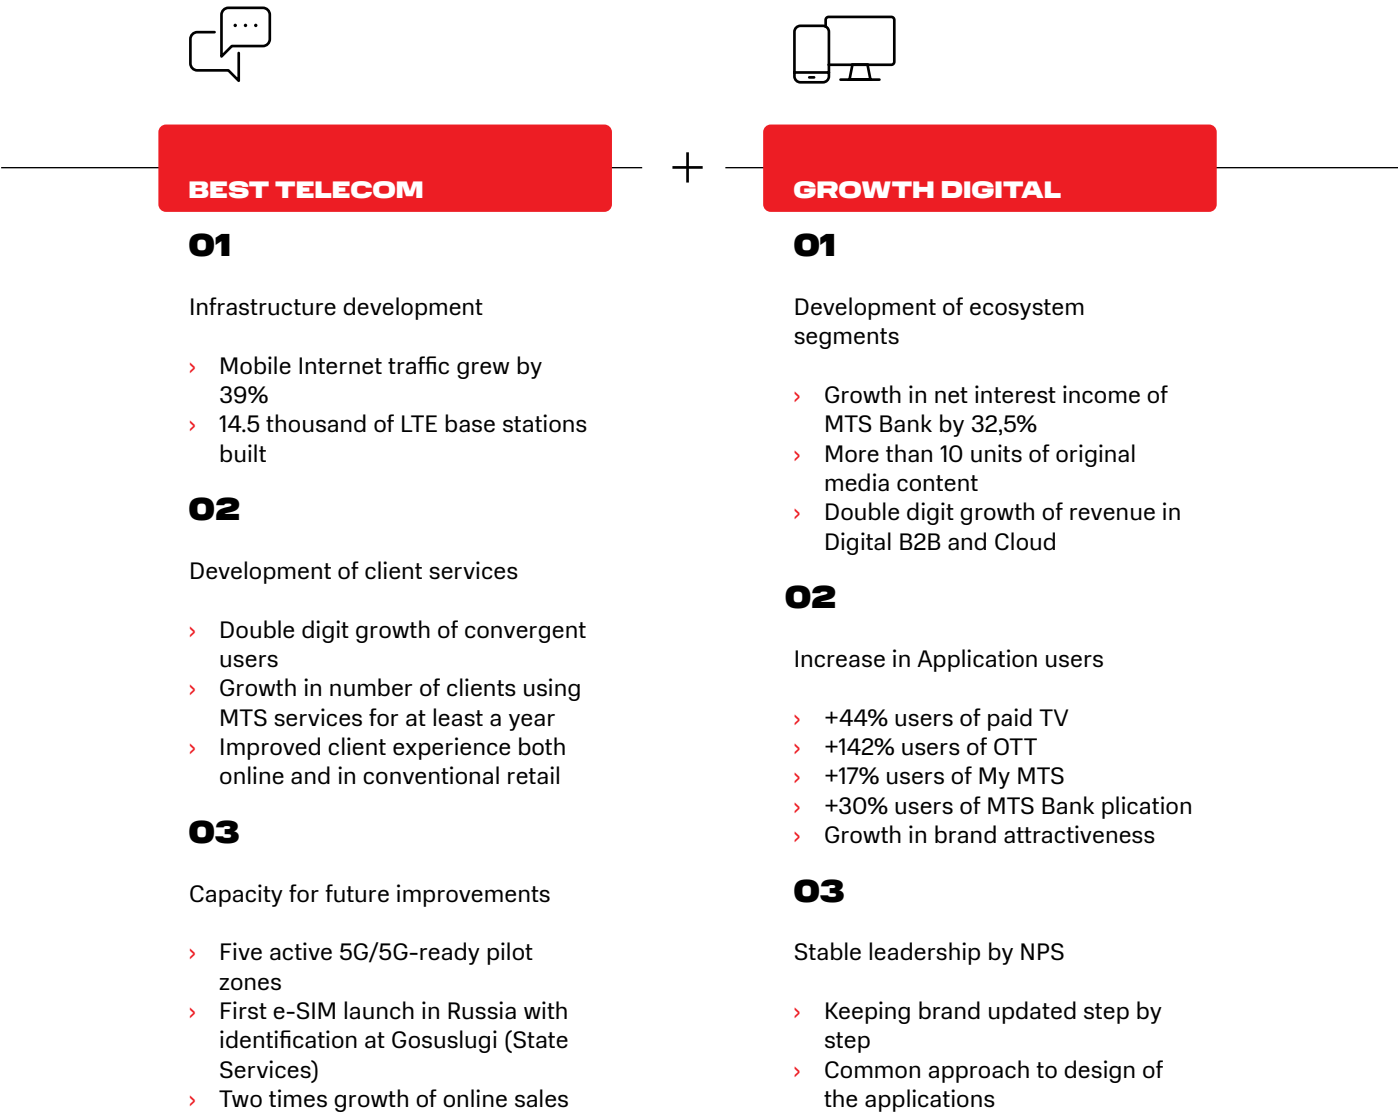 BEST TELECOM
01
Infrastructure development
› Mobile Internet traffic grew by
39%
› 14.5 thousand of LTE base stations
built
02
Development of client services
› Double digit growth of convergent
users
› Growth in number of clients using
MTS services for at least a year
› Improved client experience both
online and in conventional retail
03
Capacity for future improvements
› Five active 5G/5G-ready pilot
zones
› First e-SIM launch in Russia with
identification at Gosuslugi (State
Services)
› Two times growth of online sales
+
GROWTH DIGITAL
01
Development of ecosystem
segments
› Growth in net interest income of
MTS Bank by 32,5%
› More than 10 units of original
media content
› Double digit growth of revenue in
Digital B2B and Cloud
02
Increase in Application users
› +44% users of paid TV
› +142% users of OTT
› +17% users of My MTS
› +30% users of MTS Bank plication
› Growth in brand attractiveness
03
Stable leadership by NPS
› Keeping brand updated step by
step
› Common approach to design of
the applications